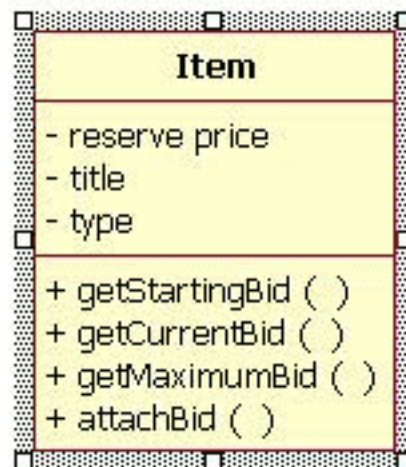 Item
- reserve price
- title
- type
+ getStartingBid ( )
+ getCurrentBid ( )
+ getMaximumBid ( )
+ attachBid ( )